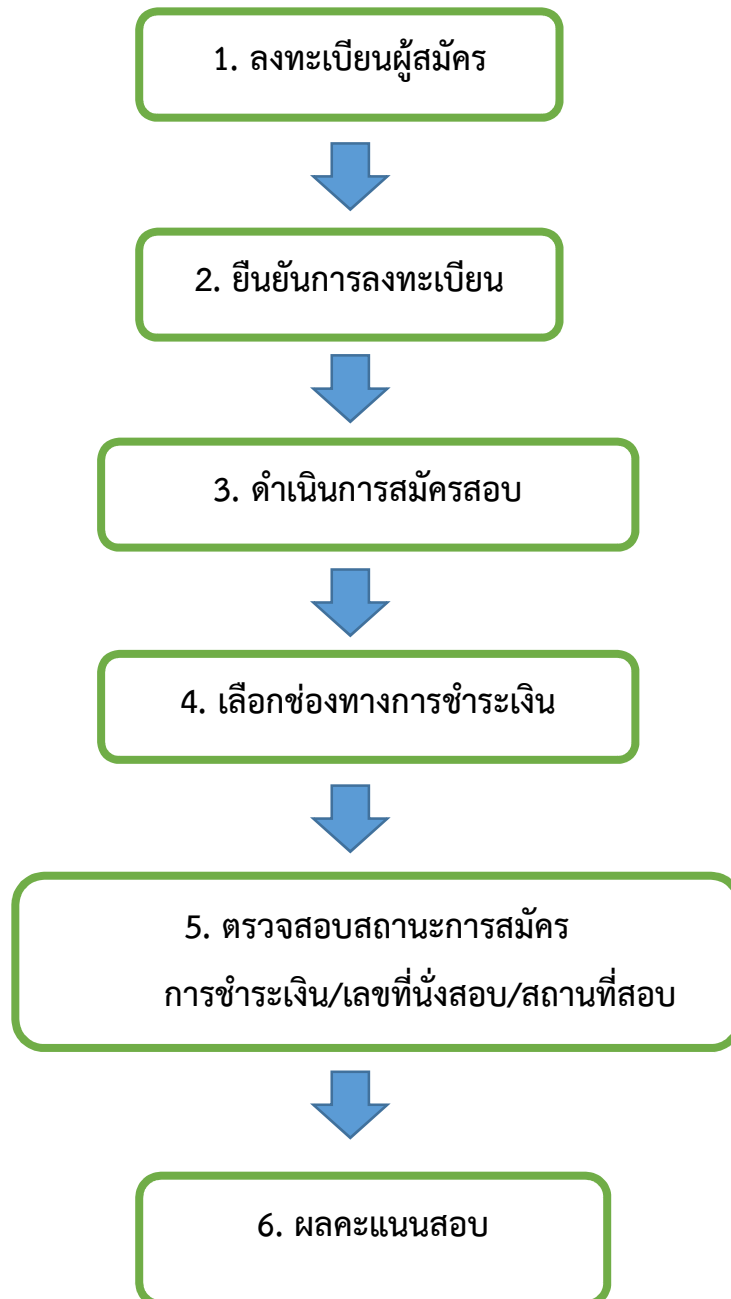 1. ลงทะเบียนผู้สมัคร
2. ยืนยันการลงทะเบียน
3. ดำเนินการสมัครสอบ
4. เลือกช่องทางการชำระเงิน
5. ตรวจสอบสถานะการสมัคร
การชำระเงิน/เลขที่นั่งสอบ/สถานที่สอบ
6. ผลคะแนนสอบ